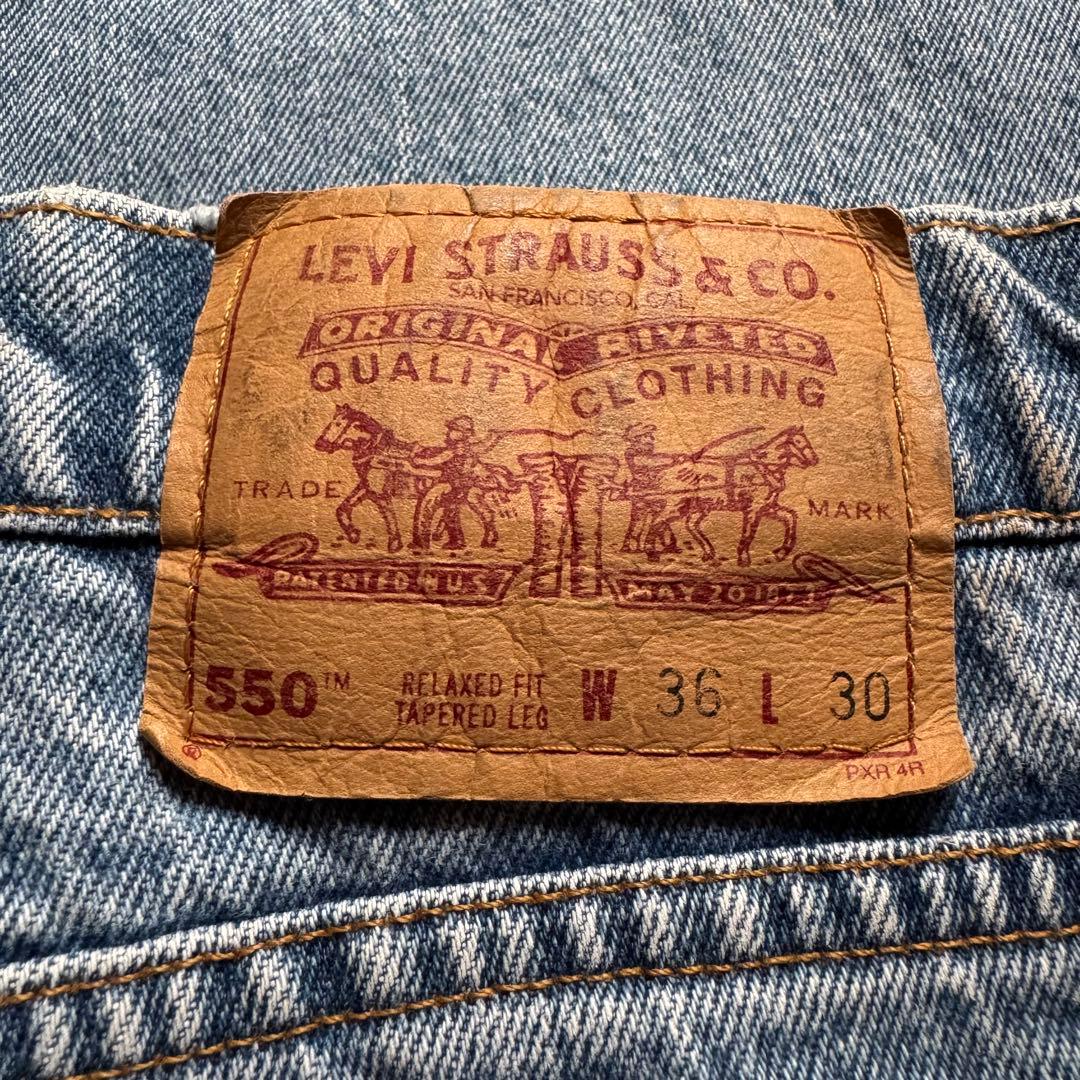 LEVI STRAUSS & CO.
SAN FRANCISCO, CAL.
ORIGINAL RIVETED
QUALITY CLOTHING
TRADE MARK
PATENTED IN U.S. MAY 20 1873
550™ RELAXED FIT W 36 L 30
TAPERED LEG
® PXR 4R